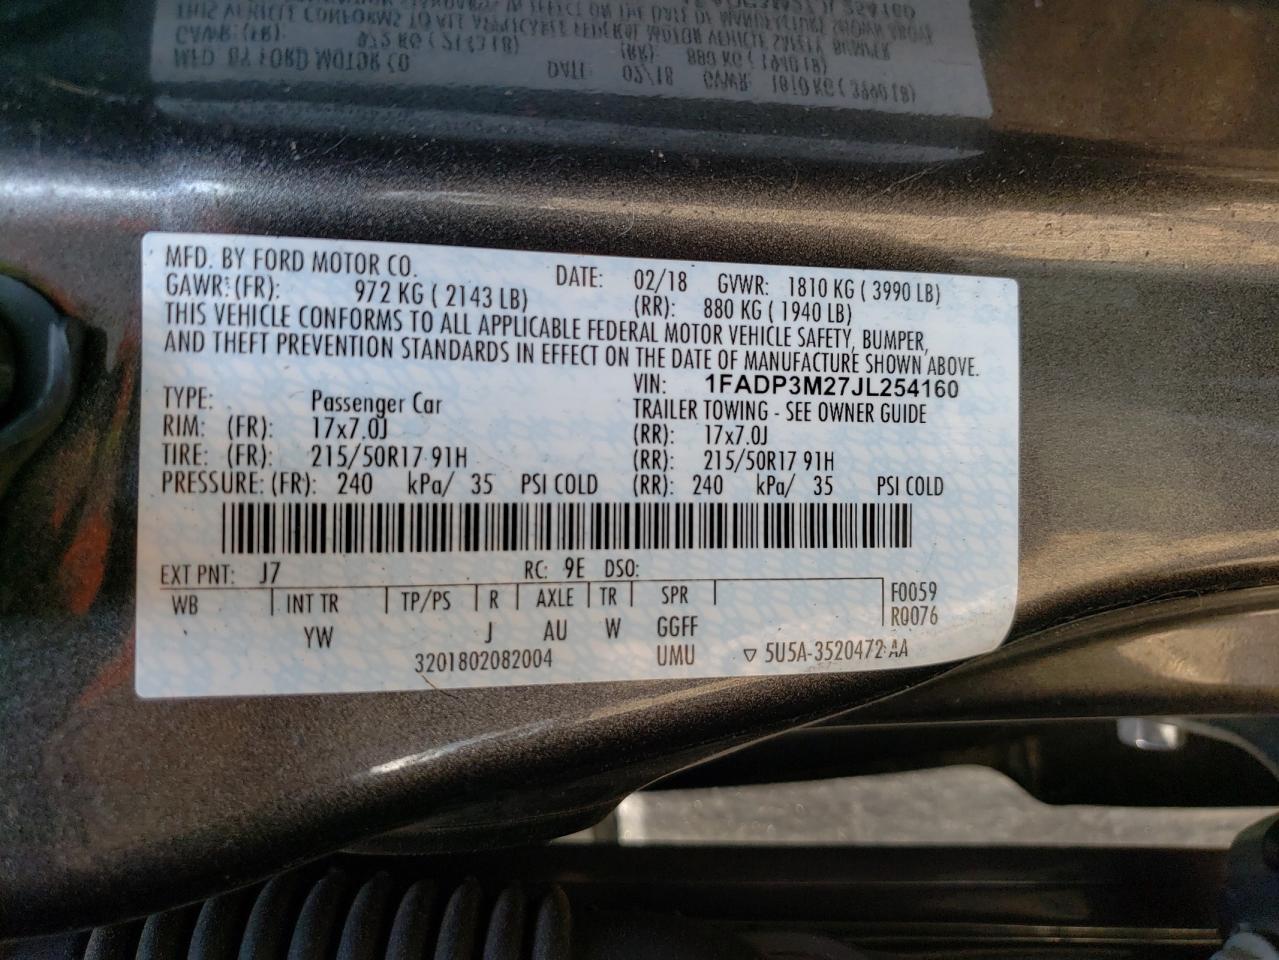 MFD. BY FORD MOTOR CO. DATE: 02/18 GVWR: 1810 KG ( 3990 LB)
GAWR:(FR): 972 KG ( 2143 LB) (RR): 880 KG ( 1940 LB)
THIS VEHICLE CONFORMS TO ALL APPLICABLE FEDERAL MOTOR VEHICLE SAFETY, BUMPER,
AND THEFT PREVENTION STANDARDS IN EFFECT ON THE DATE OF MANUFACTURE SHOWN ABOVE.
VIN: 1FADP3M27JL254160
TYPE: Passenger Car TRAILER TOWING - SEE OWNER GUIDE
RIM: (FR): 17x7.0J (RR): 17x7.0J
TIRE: (FR): 215/50R17 91H (RR): 215/50R17 91H
PRESSURE: (FR): 240 kPa/ 35 PSI COLD (RR): 240 kPa/ 35 PSI COLD
EXT PNT: J7 RC: 9E DSO:
WB INT TR TP/PS R AXLE TR SPR F0059
YW J AU W GGFF R0076
3201802082004 UMU ▽ 5U5A-3520472-AA